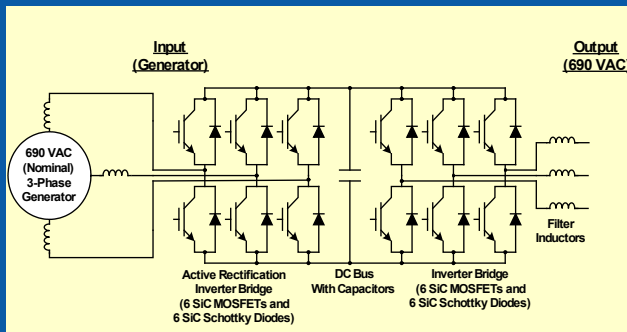 Input
(Generator)
Output
(690 VAC)
690 VAC
(Nominal)
3-Phase
Generator
Filter
Inductors
Active Rectification
Inverter Bridge
(6 SiC MOSFETs and
6 SiC Schottky Diodes)
DC Bus
With Capacitors
Inverter Bridge
(6 SiC MOSFETs and
6 SiC Schottky Diodes)